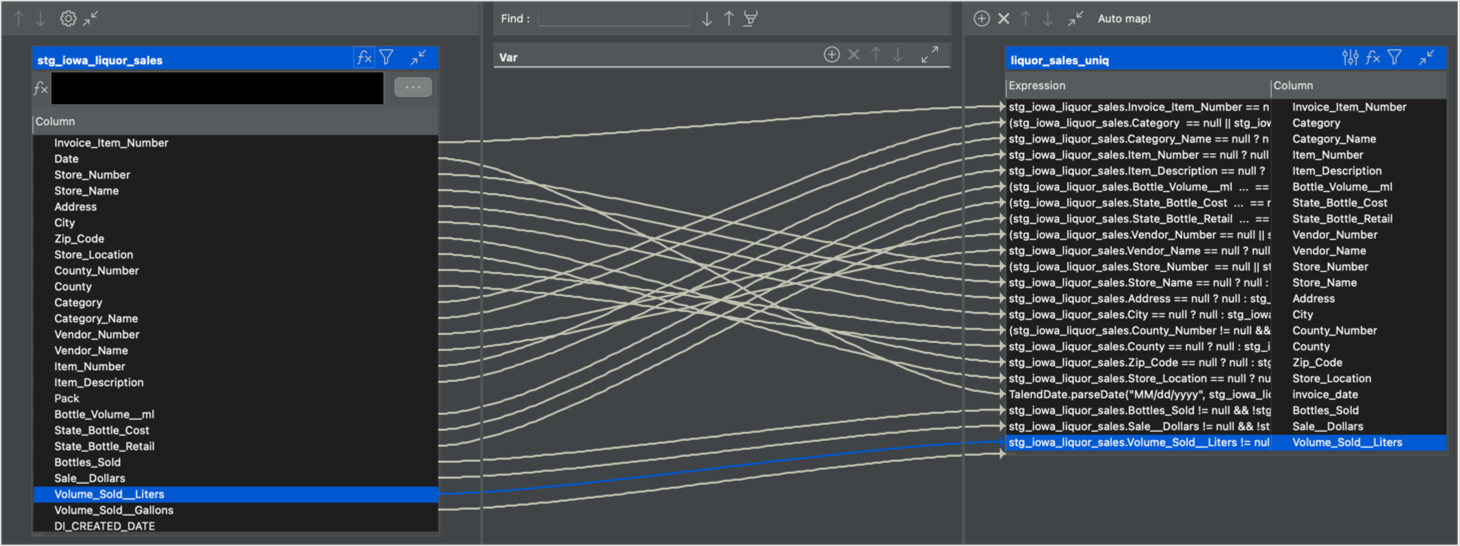 Find :
Auto map!
stg_iowa_liquor_sales
fx
Var
liquor_sales_uniq
fx
fx
...
Column
Invoice_Item_Number
Date
Store_Number
Store_Name
Address
City
Zip_Code
Store_Location
County_Number
County
Category
Category_Name
Vendor_Number
Vendor_Name
Item_Number
Item_Description
Pack
Bottle_Volume__ml
State_Bottle_Cost
State_Bottle_Retail
Bottles_Sold
Sale__Dollars
Volume_Sold__Liters
Volume_Sold__Gallons
DI_CREATED_DATE
Expression Column
stg_iowa_liquor_sales.Invoice_Item_Number == n Invoice_Item_Number
(stg_iowa_liquor_sales.Category == null || stg_iow Category
stg_iowa_liquor_sales.Category_Name == null ? n Category_Name
stg_iowa_liquor_sales.Item_Number == null ? null Item_Number
stg_iowa_liquor_sales.Item_Description == null ? Item_Description
(stg_iowa_liquor_sales.Bottle_Volume__ml ... == Bottle_Volume__ml
(stg_iowa_liquor_sales.State_Bottle_Cost ... == n State_Bottle_Cost
(stg_iowa_liquor_sales.State_Bottle_Retail ... == State_Bottle_Retail
(stg_iowa_liquor_sales.Vendor_Number == null || s Vendor_Number
stg_iowa_liquor_sales.Vendor_Name == null ? null Vendor_Name
(stg_iowa_liquor_sales.Store_Number == null || st Store_Number
stg_iowa_liquor_sales.Store_Name == null ? null : Store_Name
stg_iowa_liquor_sales.Address == null ? null : stg_ Address
stg_iowa_liquor_sales.City == null ? null : stg_iowa City
(stg_iowa_liquor_sales.County_Number != null && County_Number
stg_iowa_liquor_sales.County == null ? null : stg_i County
stg_iowa_liquor_sales.Zip_Code == null ? null : stg Zip_Code
stg_iowa_liquor_sales.Store_Location == null ? nu Store_Location
TalendDate.parseDate("MM/dd/yyyy", stg_iowa_li invoice_date
stg_iowa_liquor_sales.Bottles_Sold != null && !stg Bottles_Sold
stg_iowa_liquor_sales.Sale__Dollars != null && !st Sale__Dollars
stg_iowa_liquor_sales.Volume_Sold__Liters != nul Volume_Sold__Liters